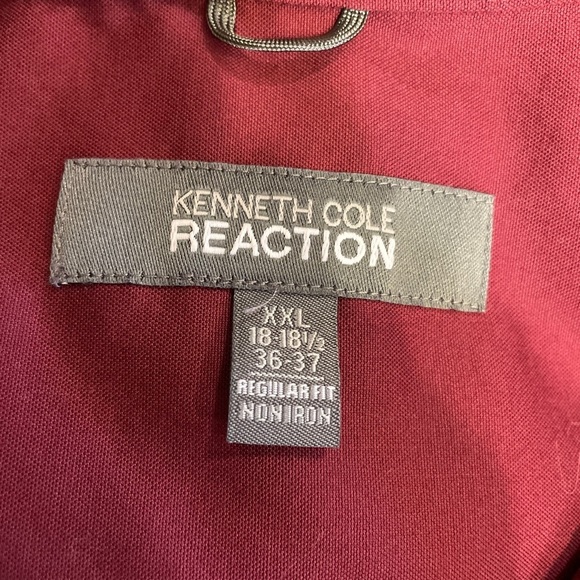 KENNETH COLE
REACTION
XXL
18-18½
36-37
REGULAR FIT
NON IRON